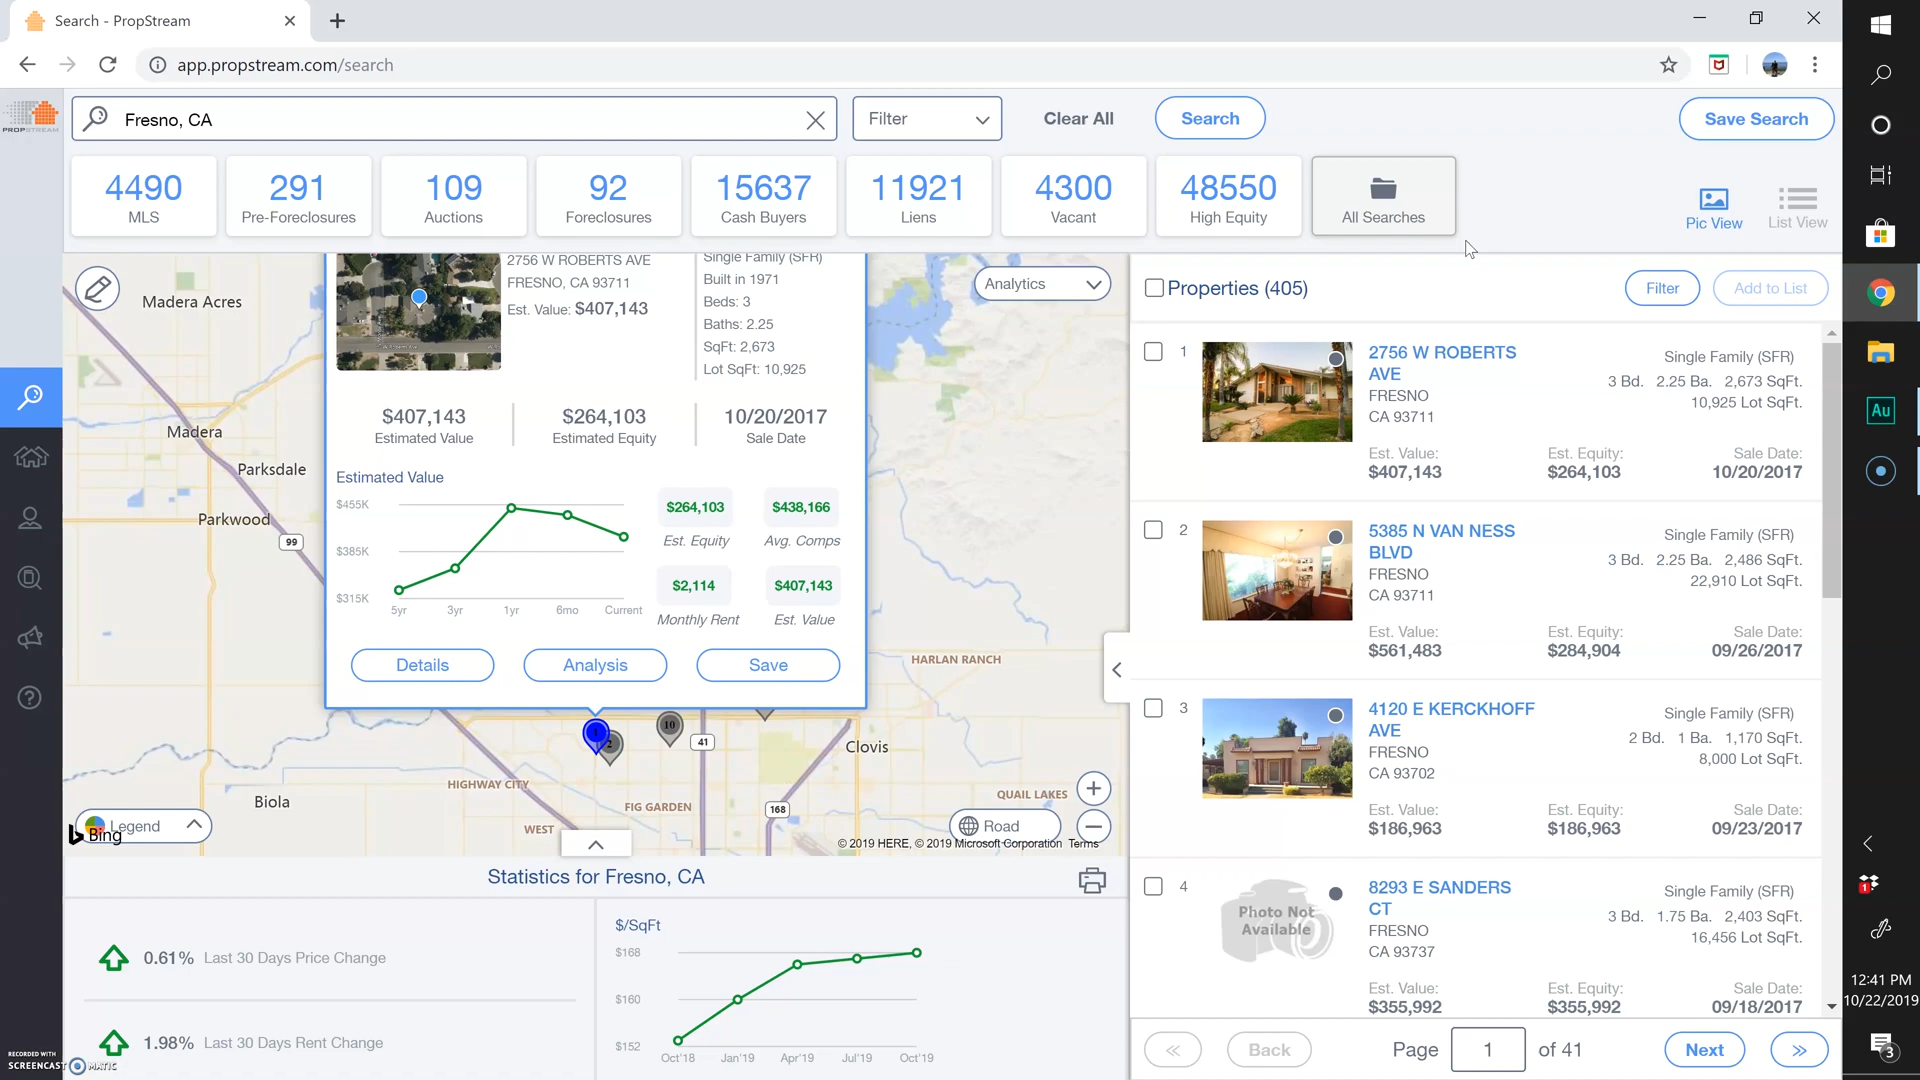 Search - PropStream
app.propstream.com/search
PROPSTREAM
Fresno, CA
Filter
Clear All
Search
Save Search
4490
MLS
291
Pre-Foreclosures
109
Auctions
92
Foreclosures
15637
Cash Buyers
11921
Liens
4300
Vacant
48550
High Equity
All Searches
Pic View
List View
Madera Acres
Madera
Parksdale
Parkwood
99
2756 W ROBERTS AVE
FRESNO, CA 93711
Est. Value: $407,143
Single Family (SFR)
Built in 1971
Beds: 3
Baths: 2.25
SqFt: 2,673
Lot SqFt: 10,925
$407,143
Estimated Value
$264,103
Estimated Equity
10/20/2017
Sale Date
Estimated Value
$455K
$385K
$315K
5yr
3yr
1yr
6mo
Current
$264,103
Est. Equity
$438,166
Avg. Comps
$2,114
Monthly Rent
$407,143
Est. Value
Details
Analysis
Save
Analytics
HARLAN RANCH
1
2
10
41
Clovis
HIGHWAY CITY
Biola
FIG GARDEN
QUAIL LAKES
168
WEST
Legend
Bing
Road
© 2019 HERE, © 2019 Microsoft Corporation Terms
Statistics for Fresno, CA
0.61% Last 30 Days Price Change
1.98% Last 30 Days Rent Change
$/SqFt
$168
$160
$152
Oct'18
Jan'19
Apr'19
Jul'19
Oct'19
Properties (405)
Filter
Add to List
1
2756 W ROBERTS
AVE
FRESNO
CA 93711
Single Family (SFR)
3 Bd. 2.25 Ba. 2,673 SqFt.
10,925 Lot SqFt.
Est. Value:
$407,143
Est. Equity:
$264,103
Sale Date:
10/20/2017
2
5385 N VAN NESS
BLVD
FRESNO
CA 93711
Single Family (SFR)
3 Bd. 2.25 Ba. 2,486 SqFt.
22,910 Lot SqFt.
Est. Value:
$561,483
Est. Equity:
$284,904
Sale Date:
09/26/2017
3
4120 E KERCKHOFF
AVE
FRESNO
CA 93702
Single Family (SFR)
2 Bd. 1 Ba. 1,170 SqFt.
8,000 Lot SqFt.
Est. Value:
$186,963
Est. Equity:
$186,963
Sale Date:
09/23/2017
4
Photo Not
Available
8293 E SANDERS
CT
FRESNO
CA 93737
Single Family (SFR)
3 Bd. 1.75 Ba. 2,403 SqFt.
16,456 Lot SqFt.
Est. Value:
$355,992
Est. Equity:
$355,992
Sale Date:
09/18/2017
Back
Page 1 of 41
Next
Au
1
12:41 PM
10/22/2019
3
RECORDED WITH
SCREENCAST MATIC